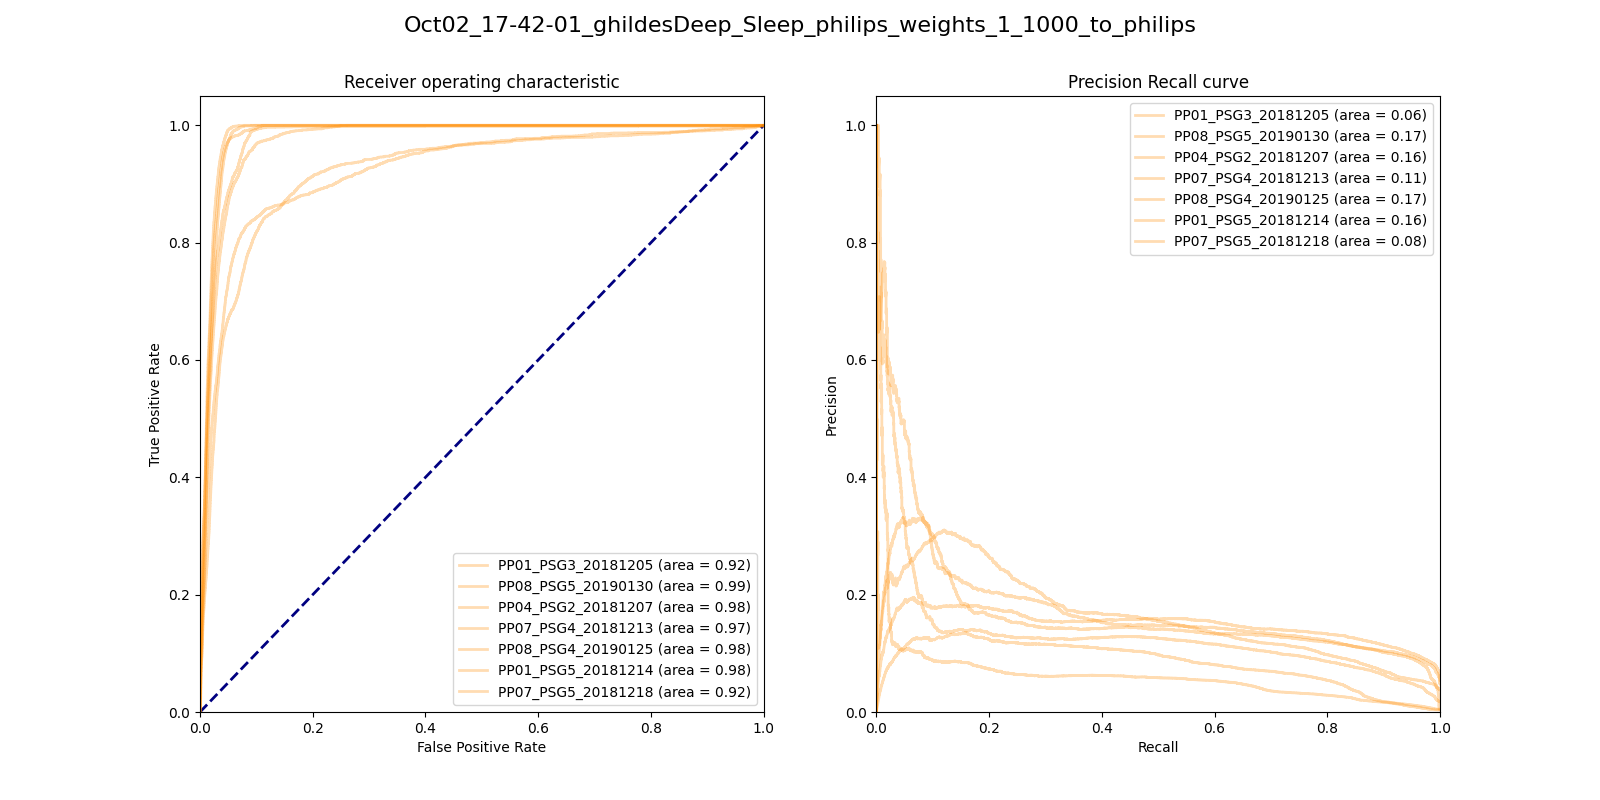 Oct02_17-42-01_ghildesDeep_Sleep_philips_weights_1_1000_to_philips
Receiver operating characteristic
1.0
0.8
0.6
0.4
0.2
0.0
True Positive Rate
PP01_PSG3_20181205 (area = 0.92)
PP08_PSG5_20190130 (area = 0.99)
PP04_PSG2_20181207 (area = 0.98)
PP07_PSG4_20181213 (area = 0.97)
PP08_PSG4_20190125 (area = 0.98)
PP01_PSG5_20181214 (area = 0.98)
PP07_PSG5_20181218 (area = 0.92)
0.0 0.2 0.4 0.6 0.8 1.0
False Positive Rate
Precision Recall curve
1.0
0.8
0.6
0.4
0.2
0.0
Precision
PP01_PSG3_20181205 (area = 0.06)
PP08_PSG5_20190130 (area = 0.17)
PP04_PSG2_20181207 (area = 0.16)
PP07_PSG4_20181213 (area = 0.11)
PP08_PSG4_20190125 (area = 0.17)
PP01_PSG5_20181214 (area = 0.16)
PP07_PSG5_20181218 (area = 0.08)
0.0 0.2 0.4 0.6 0.8 1.0
Recall